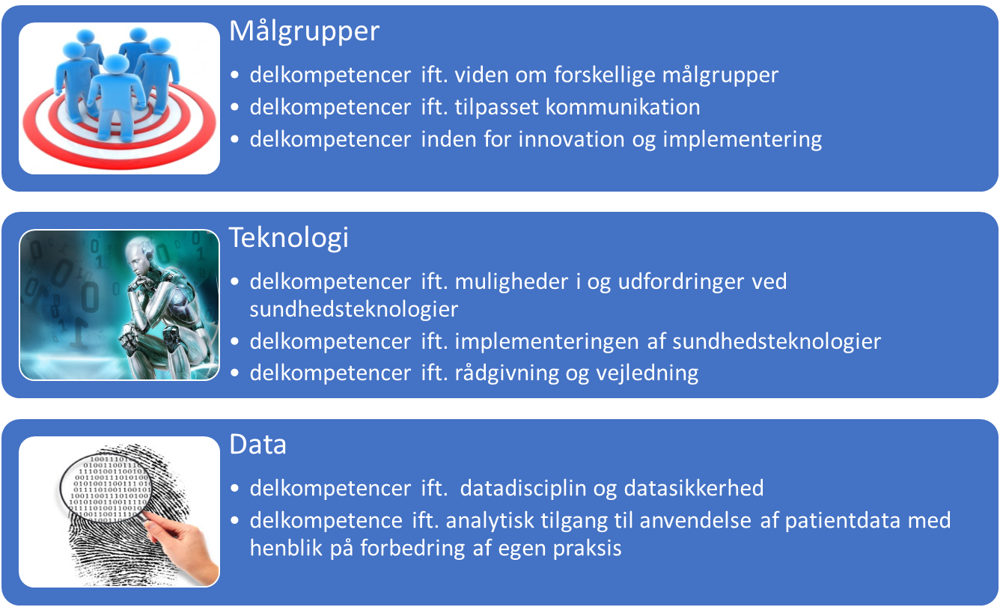 Målgrupper
• delkompetencer ift. viden om forskellige målgrupper
• delkompetencer ift. tilpasset kommunikation
• delkompetencer inden for innovation og implementering
Teknologi
• delkompetencer ift. muligheder i og udfordringer ved
sundhedsteknologier
• delkompetencer ift. implementeringen af sundhedsteknologier
• delkompetencer ift. rådgivning og vejledning
Data
• delkompetencer ift. datadisciplin og datasikkerhed
• delkompetence ift. analytisk tilgang til anvendelse af patientdata med
henblik på forbedring af egen praksis